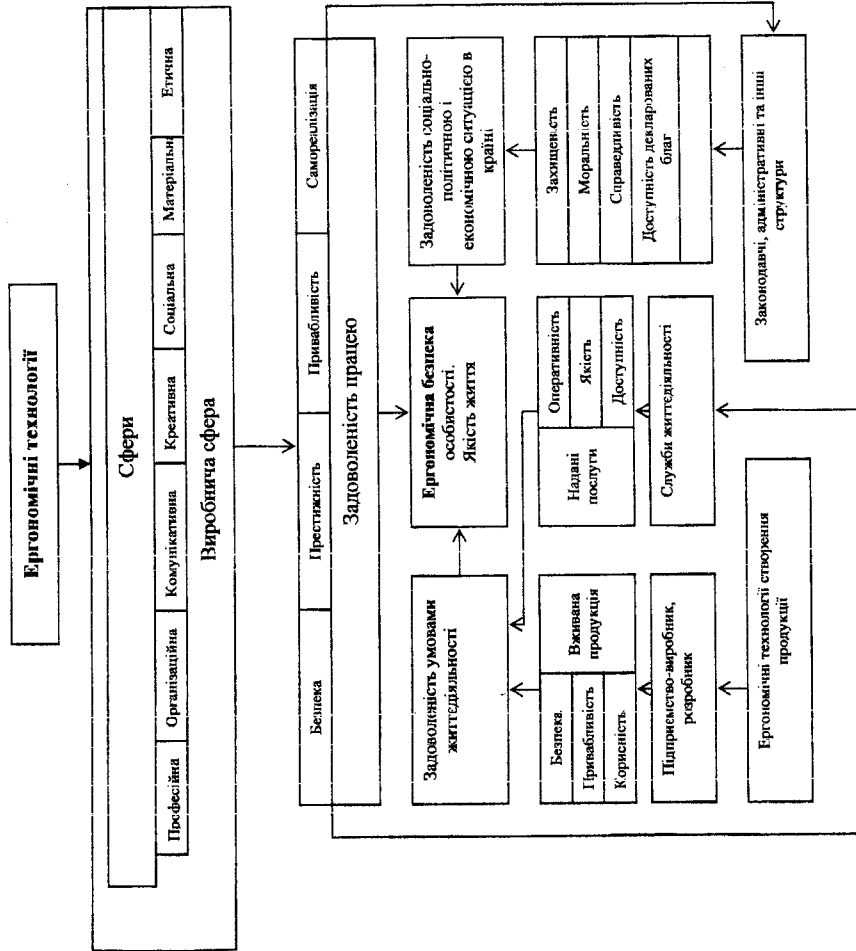 Ергономічні технології
Сфери
Професійна
Організаційна
Комунікативна
Креативна
Соціальна
Матеріальна
Етична
Виробнича сфера
Безпека
Престижність
Привабливість
Самореалізація
Задоволеність працею
Задоволеність умовами
життєдіяльності
Ергономічна безпека
особистості.
Якість життя
Задоволеність соціально-
політичною і
економічною ситуацією в
країні
Безпека
Привабливість
Корисність
Вживана
продукція
Надані
послуги
Оперативність
Якість
Доступність
Захищеність
Моральність
Справедливість
Доступність декларованих
благ
Підприємство-виробник,
розробник
Служби життєдіяльності
Ергономічні технології створення
продукції
Законодавчі, адміністративні та інші
структури